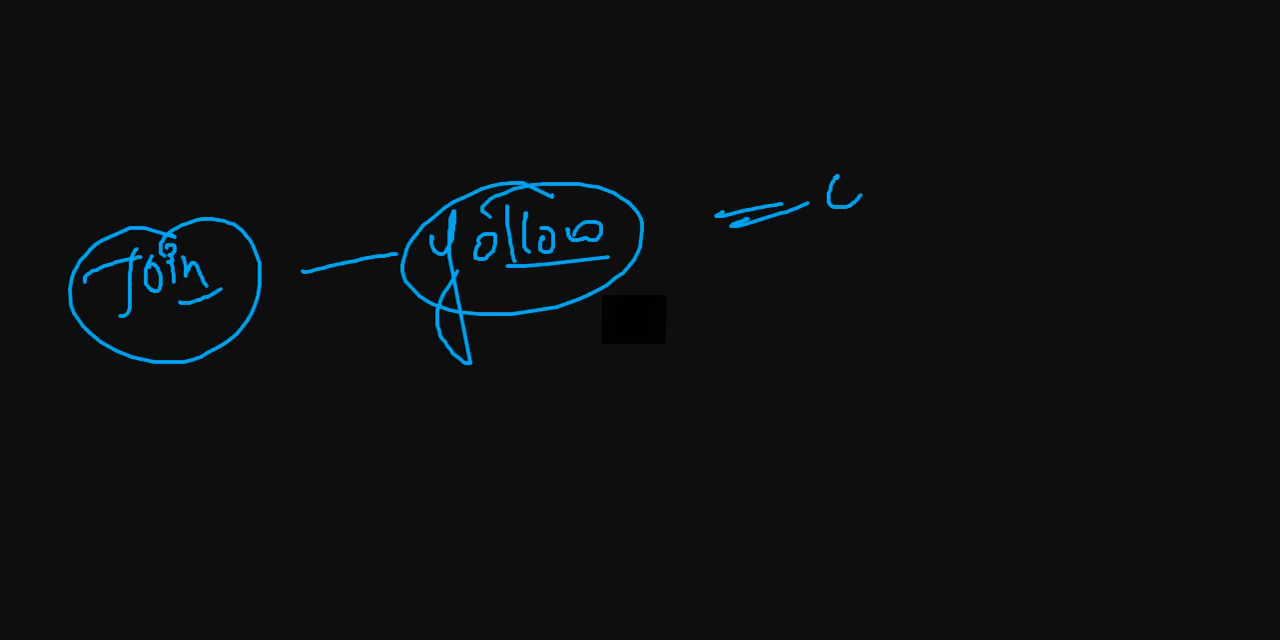 Join – follow = C